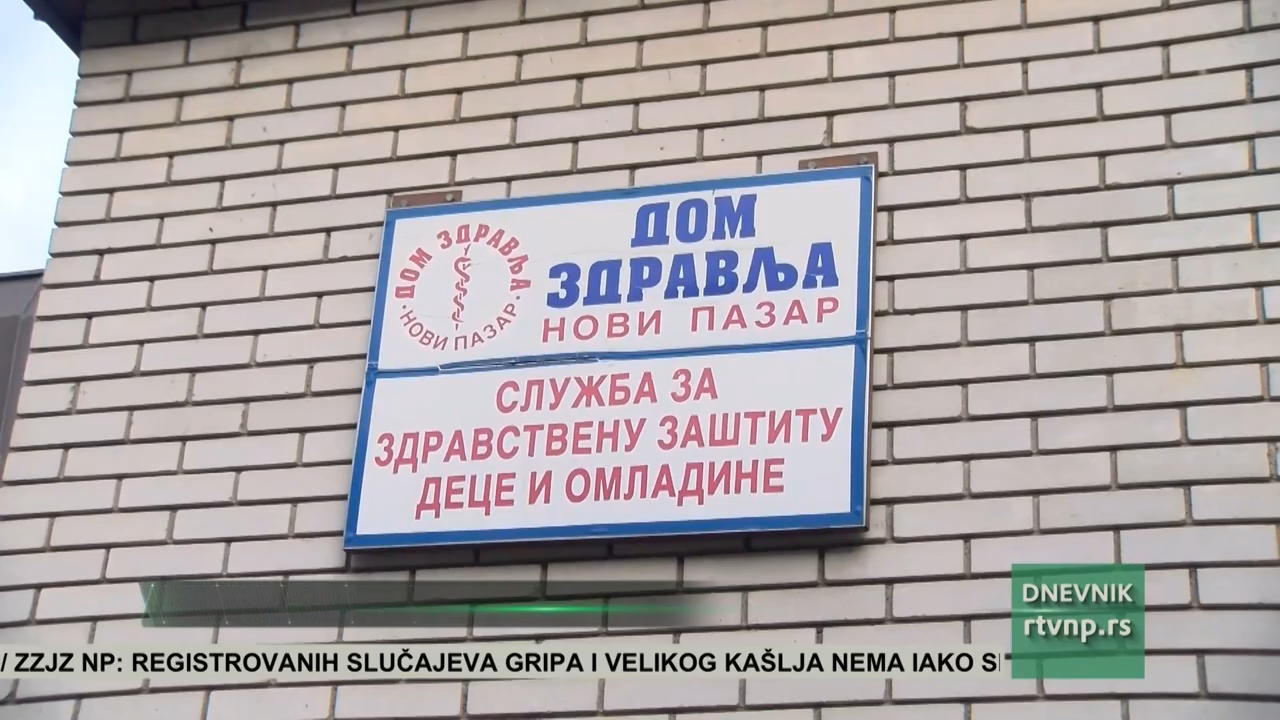 ДОМ ЗДРАВЉА
·НОВИ ПАЗАР·
ДОМ
ЗДРАВЉА
НОВИ ПАЗАР
СЛУЖБА ЗА
ЗДРАВСТВЕНУ ЗАШТИТУ
ДЕЦЕ И ОМЛАДИНЕ
DNEVNIK
rtvnp.rs
/ ZZJZ NP: REGISTROVANIH SLUČAJEVA GRIPA I VELIKOG KAŠLJA NEMA IAKO